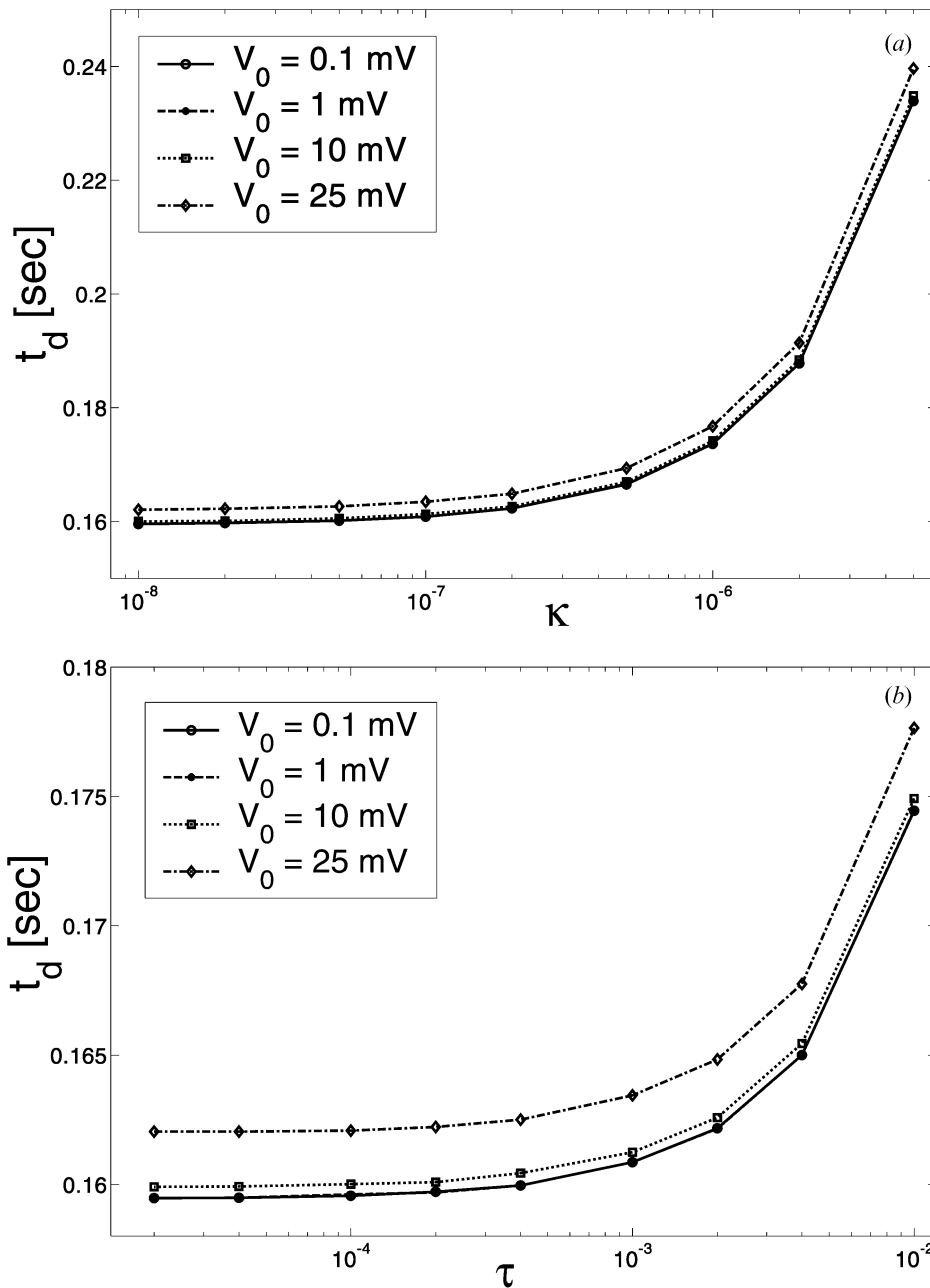 (a)
V0 = 0.1 mV
V0 = 1 mV
V0 = 10 mV
V0 = 25 mV
0.24
0.22
0.2
0.18
0.16
td [sec]
10-8
10-7
10-6
κ
(b)
V0 = 0.1 mV
V0 = 1 mV
V0 = 10 mV
V0 = 25 mV
0.18
0.175
0.17
0.165
0.16
td [sec]
10-4
10-3
10-2
τ